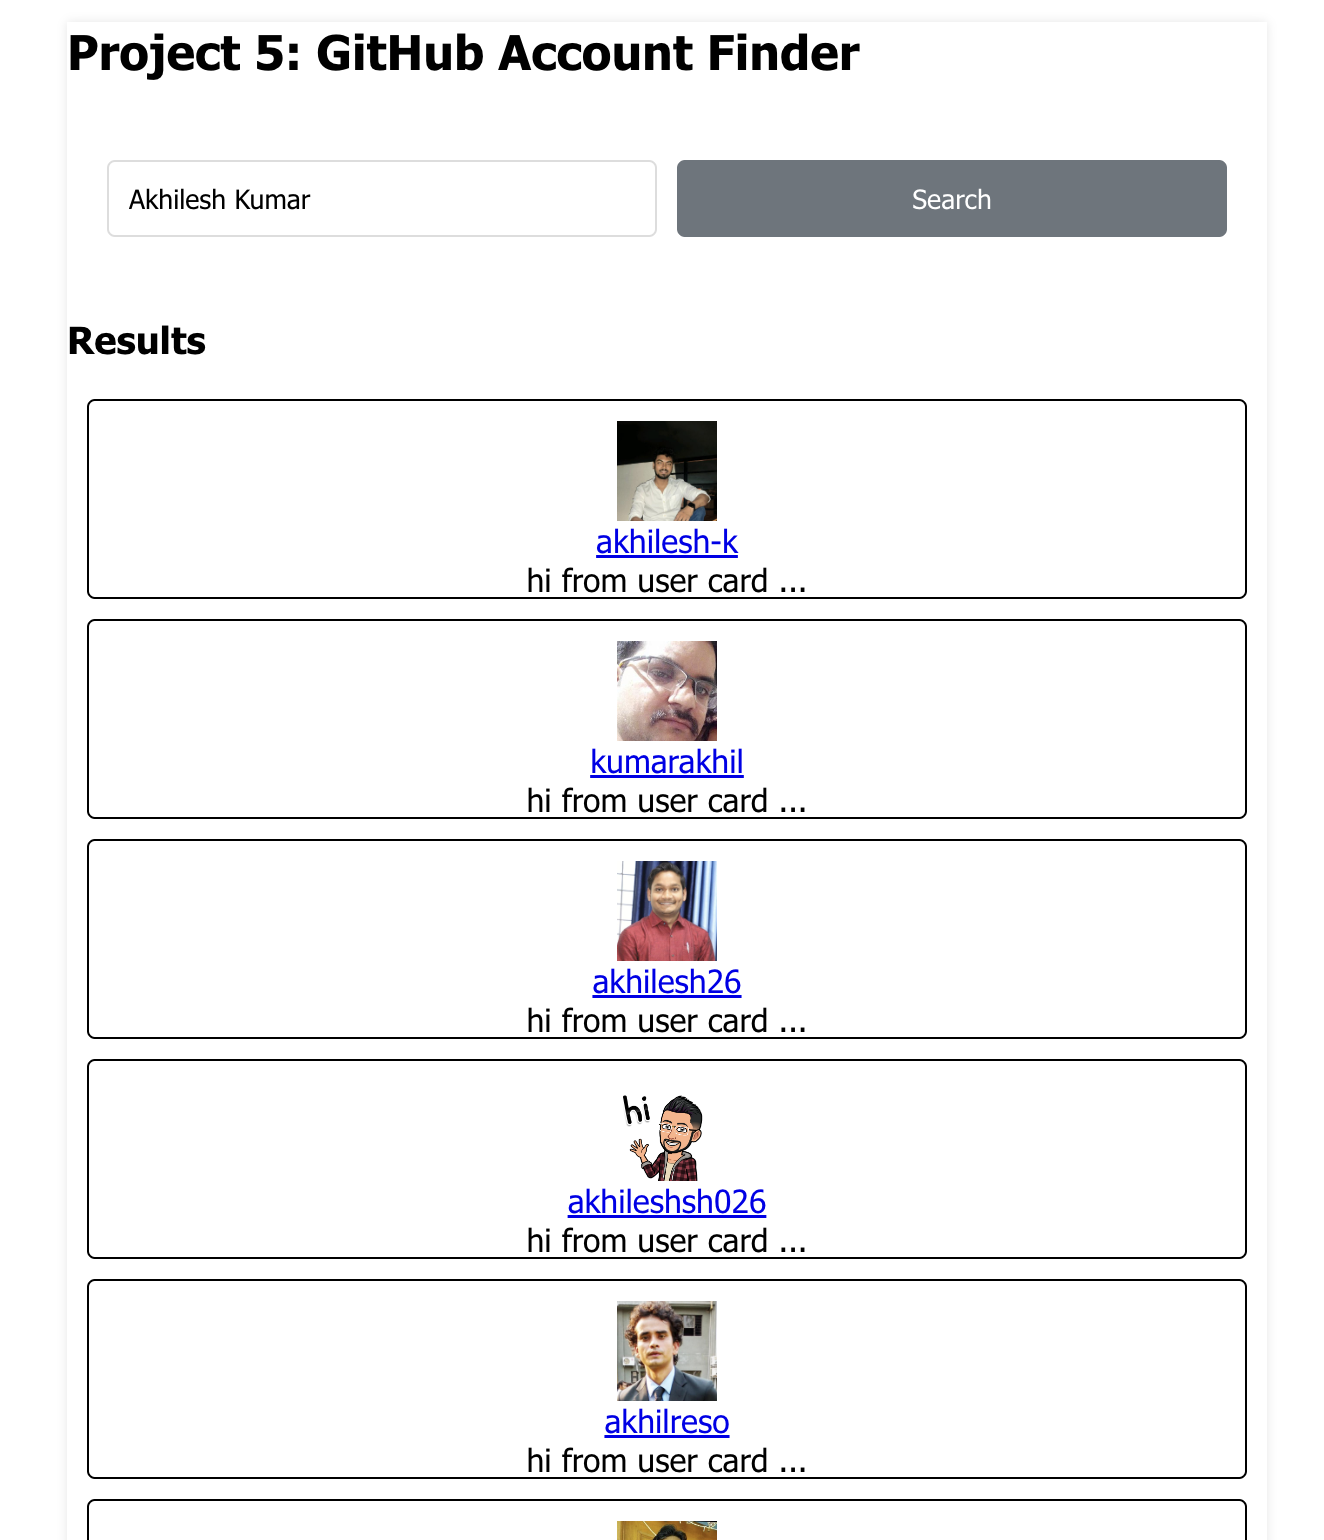 Project 5: GitHub Account Finder
Akhilesh Kumar
Search
Results
akhilesh-k
hi from user card ...
kumarakhil
hi from user card ...
akhilesh26
hi from user card ...
hi
akhileshsh026
hi from user card ...
akhilreso
hi from user card ...